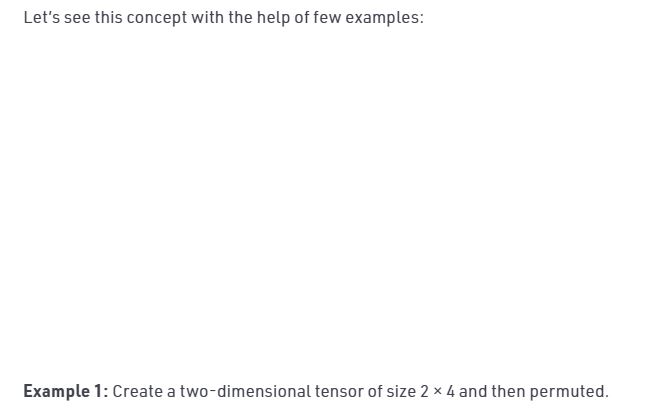 Let's see this concept with the help of few examples:
Example 1: Create a two-dimensional tensor of size 2 × 4 and then permuted.